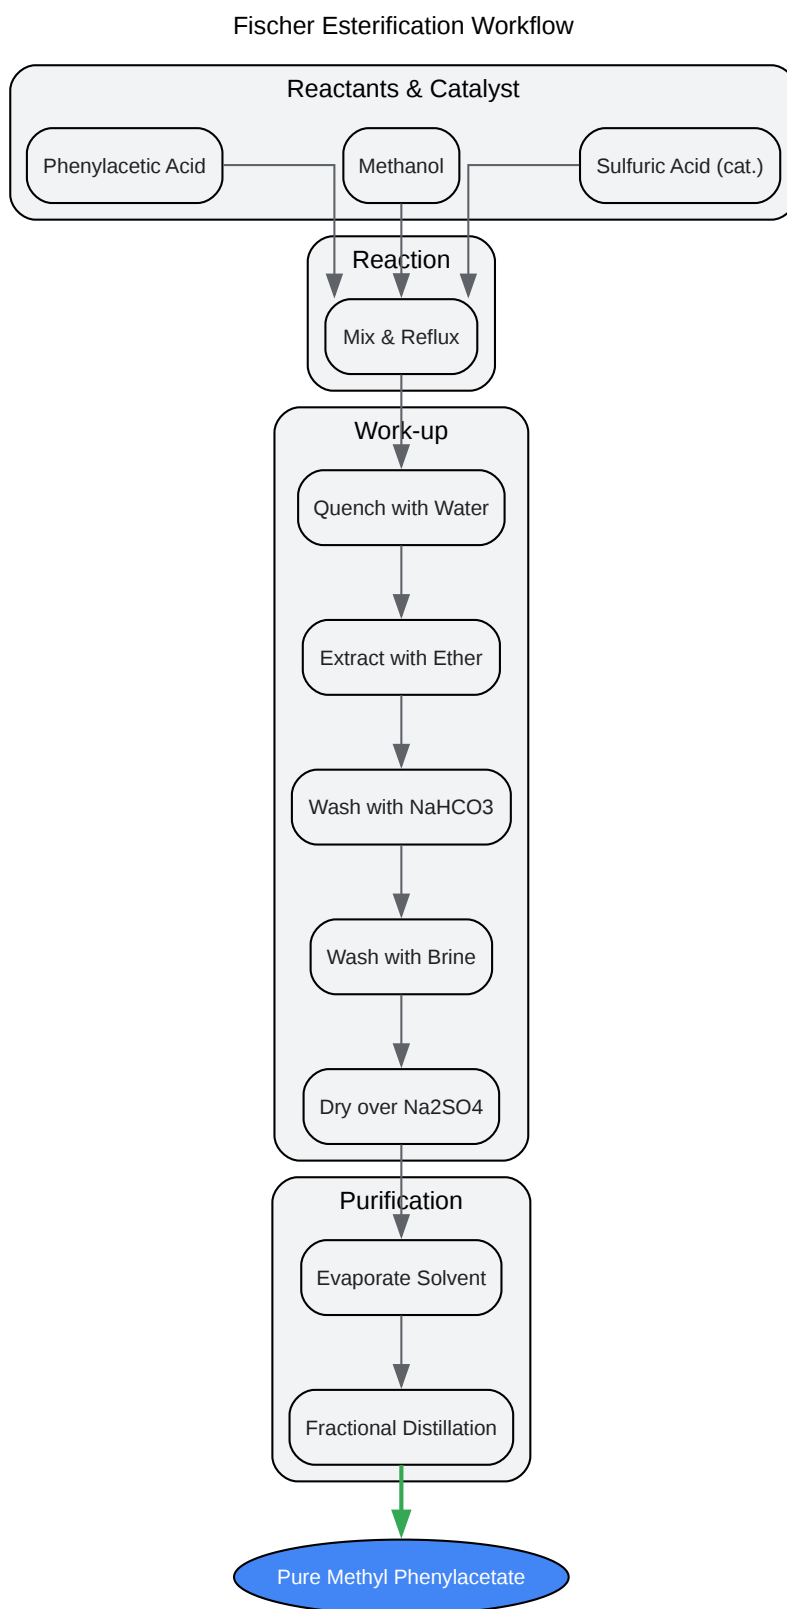 Fischer Esterification Workflow
Reactants & Catalyst
Phenylacetic Acid
Methanol
Sulfuric Acid (cat.)
Reaction
Mix & Reflux
Work-up
Quench with Water
Extract with Ether
Wash with NaHCO3
Wash with Brine
Dry over Na2SO4
Purification
Evaporate Solvent
Fractional Distillation
Pure Methyl Phenylacetate